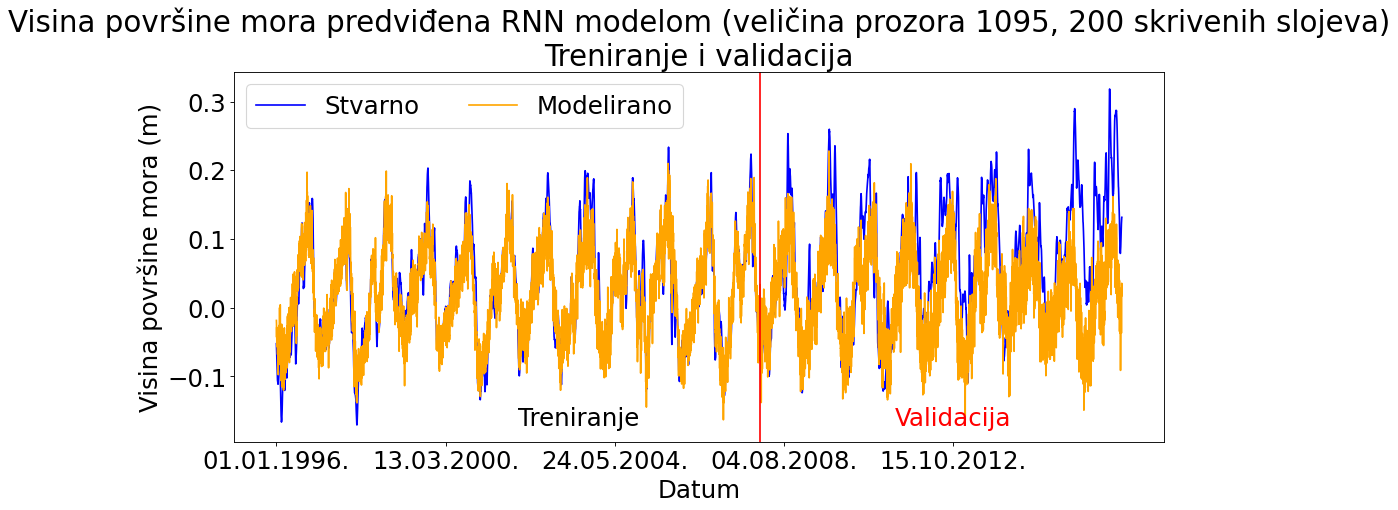 Visina površine mora predviđena RNN modelom (veličina prozora 1095, 200 skrivenih slojeva)
Treniranje i validacija
Stvarno
Modelirano
Visina površine mora (m)
0.3
0.2
0.1
0.0
−0.1
Treniranje
Validacija
01.01.1996.
13.03.2000.
24.05.2004.
04.08.2008.
15.10.2012.
Datum